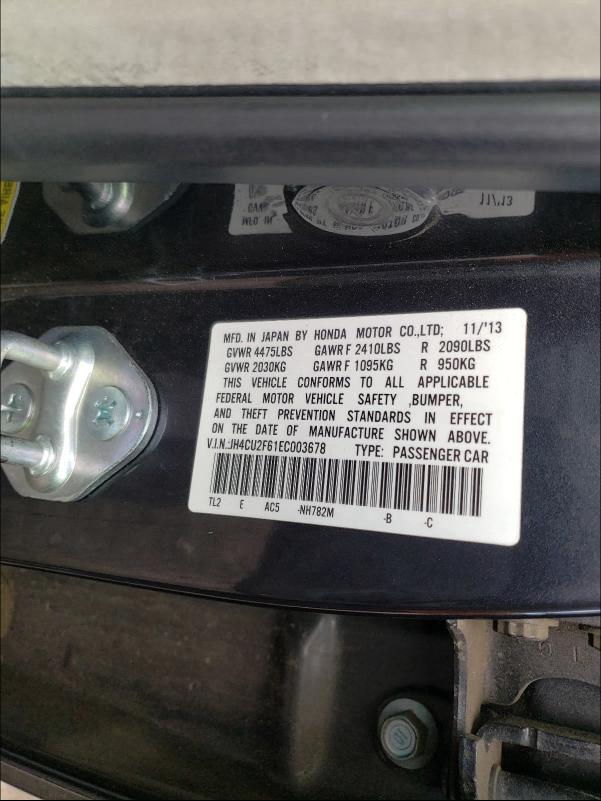 11/'13
MFD. IN JAPAN BY HONDA MOTOR CO.,LTD; 11/'13
GVWR 4475LBS GAWR F 2410LBS R 2090LBS
GVWR 2030KG GAWR F 1095KG R 950KG
THIS VEHICLE CONFORMS TO ALL APPLICABLE
FEDERAL MOTOR VEHICLE SAFETY ,BUMPER,
AND THEFT PREVENTION STANDARDS IN EFFECT
ON THE DATE OF MANUFACTURE SHOWN ABOVE.
V.I.N.:JH4CU2F61EC003678 TYPE: PASSENGER CAR
TL2 E AC5 -NH782M -B -C